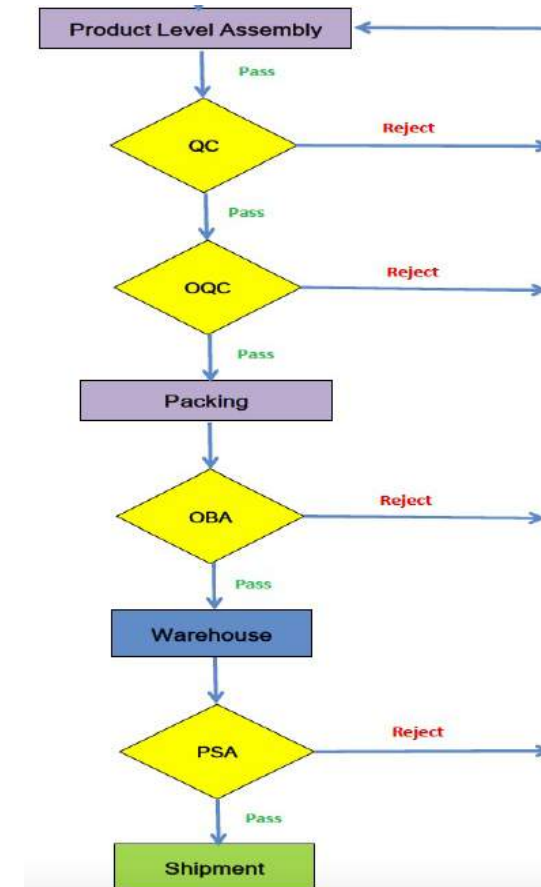 Product Level Assembly
Pass
QC
Reject
Pass
OQC
Reject
Pass
Packing
OBA
Reject
Pass
Warehouse
PSA
Reject
Pass
Shipment